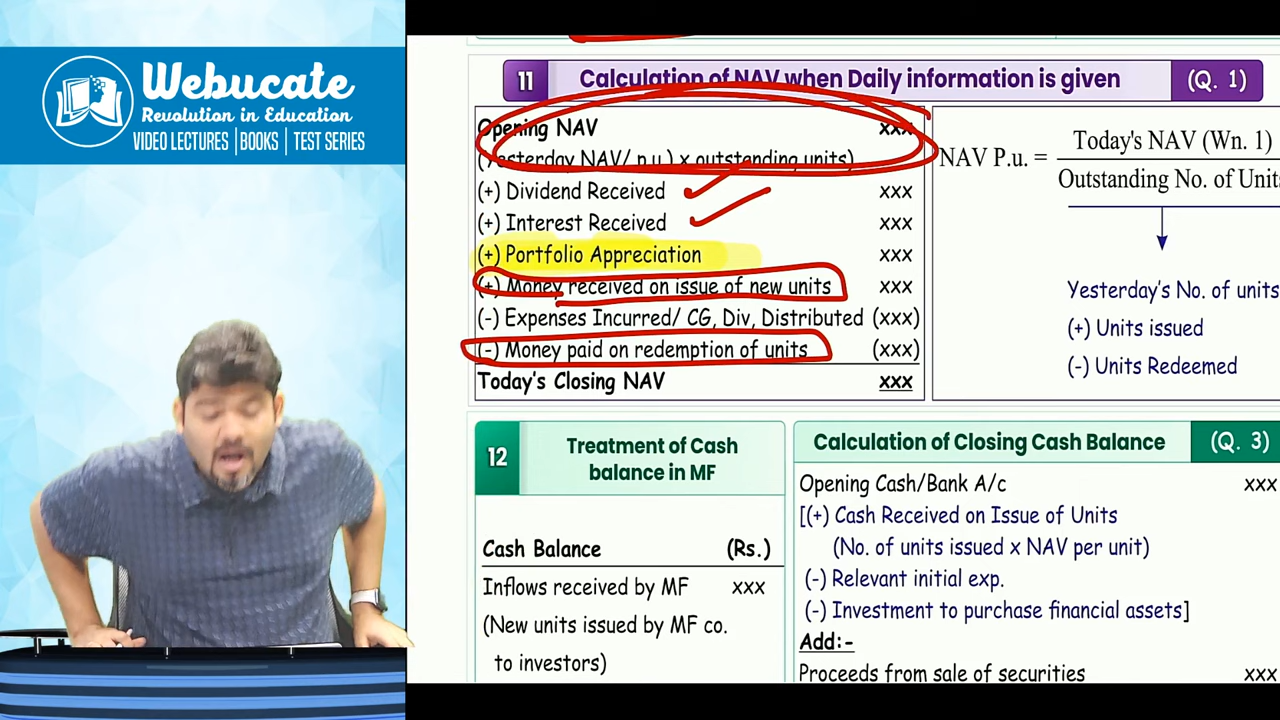 Webucate
Revolution in Education
VIDEO LECTURES | BOOKS | TEST SERIES
11 Calculation of NAV when Daily information is given (Q. 1)
Opening NAV xxx
(Yesterday NAV/ p.u.) x outstanding units)
(+) Dividend Received xxx
(+) Interest Received xxx
(+) Portfolio Appreciation xxx
(+) Money received on issue of new units xxx
(-) Expenses Incurred/ CG, Div, Distributed (xxx)
(-) Money paid on redemption of units (xxx)
Today's Closing NAV xxx
NAV P.u. = Today's NAV (Wn. 1)
Outstanding No. of Units
Yesterday's No. of units
(+) Units issued
(-) Units Redeemed
12 Treatment of Cash
balance in MF
Cash Balance (Rs.)
Inflows received by MF xxx
(New units issued by MF co.
to investors)
Calculation of Closing Cash Balance (Q. 3)
Opening Cash/Bank A/c xxx
[(+) Cash Received on Issue of Units
(No. of units issued x NAV per unit)
(-) Relevant initial exp.
(-) Investment to purchase financial assets]
Add:-
Proceeds from sale of securities xxx